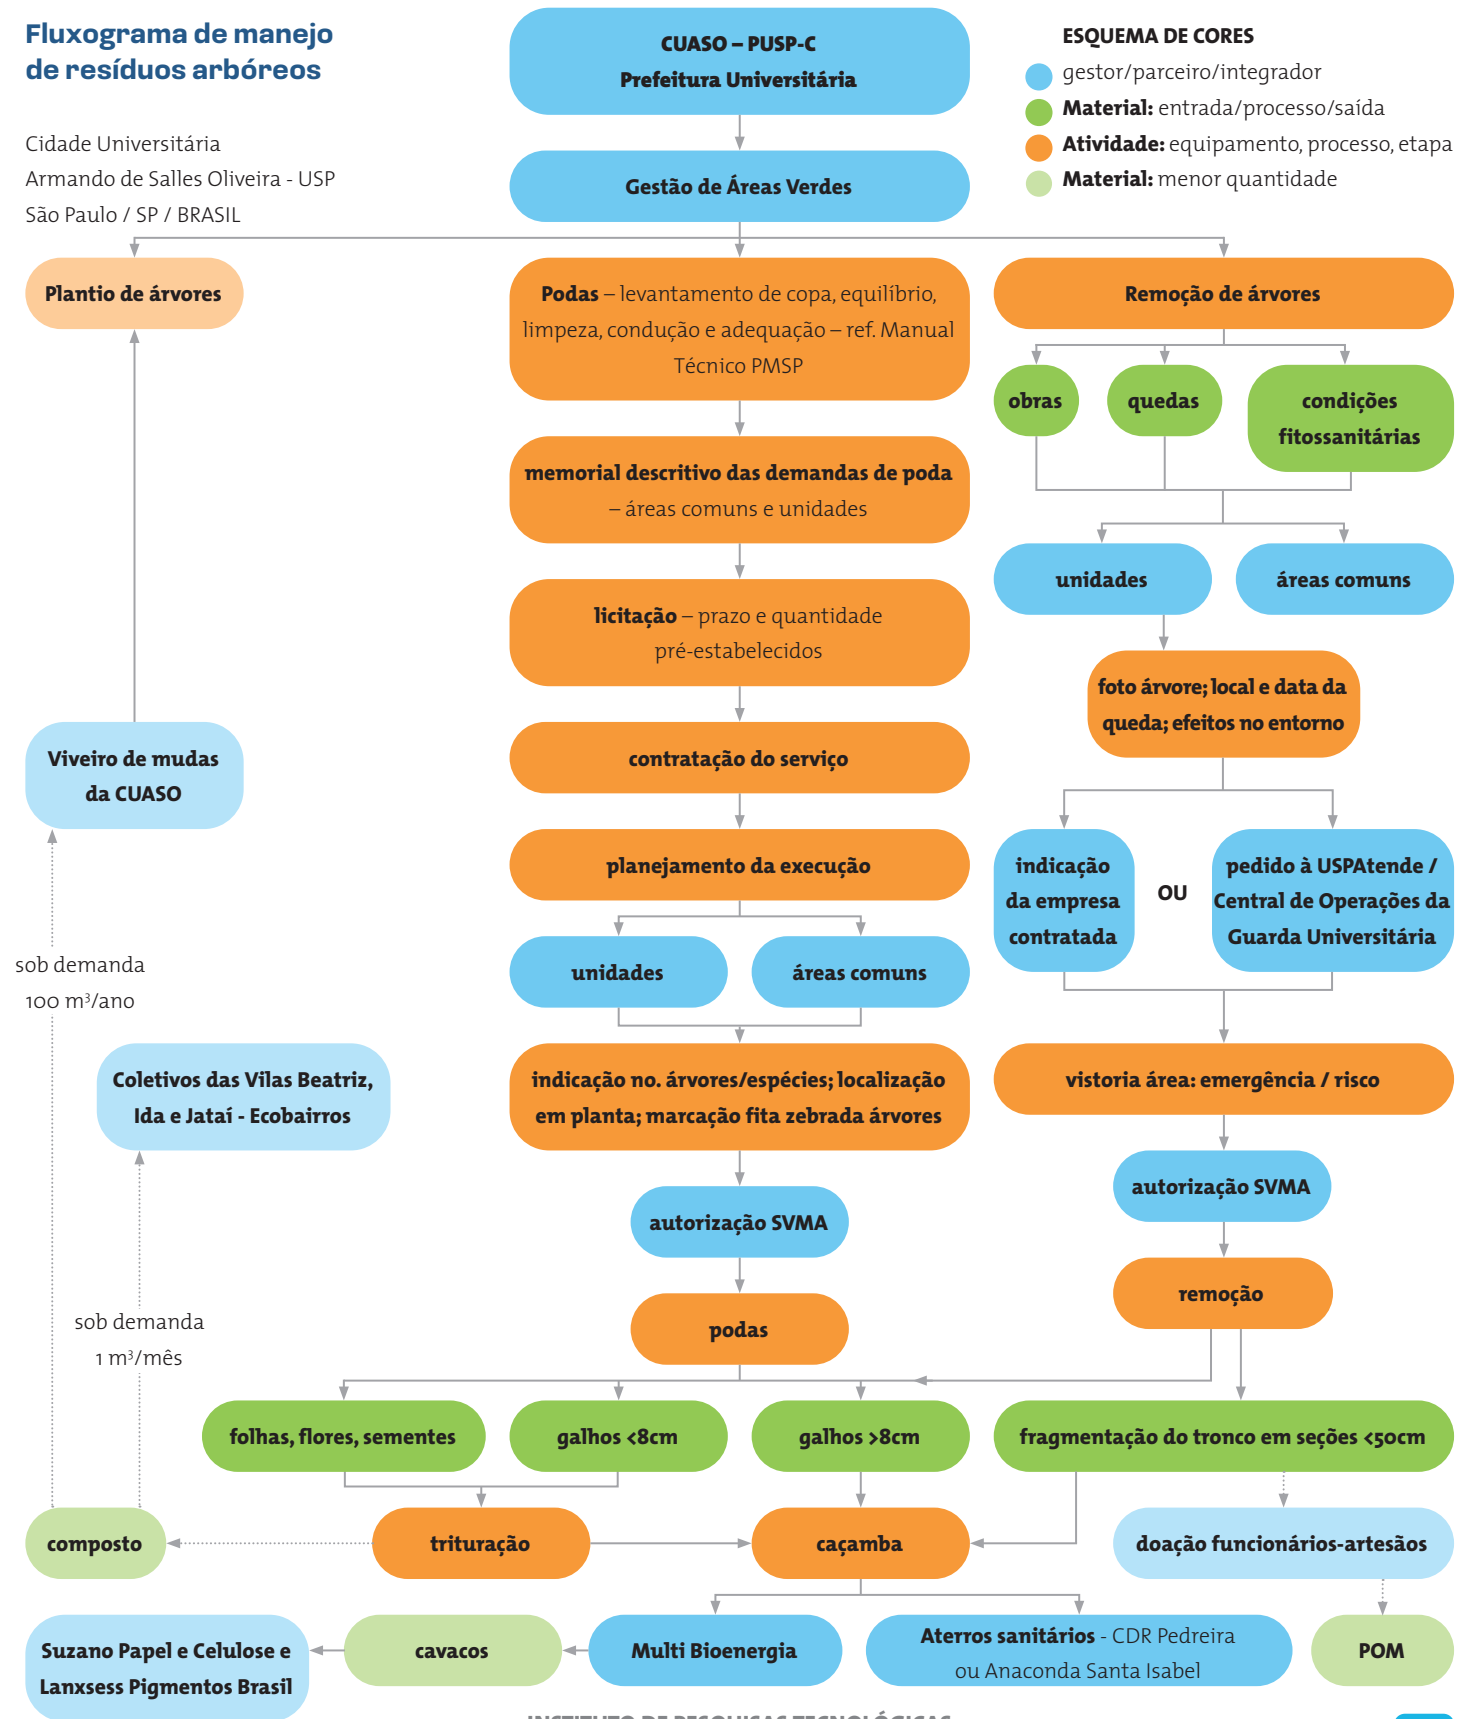 Fluxograma de manejo
de resíduos arbóreos
Cidade Universitária
Armando de Salles Oliveira - USP
São Paulo / SP / BRASIL
CUASO – PUSP-C
Prefeitura Universitária
Gestão de Áreas Verdes
ESQUEMA DE CORES
gestor/parceiro/integrador
Material: entrada/processo/saída
Atividade: equipamento, processo, etapa
Material: menor quantidade
Plantio de árvores
Podas – levantamento de copa, equilíbrio,
limpeza, condução e adequação – ref. Manual
Técnico PMSP
Remoção de árvores
obras
quedas
condições
fitossanitárias
memorial descritivo das demandas de poda
– áreas comuns e unidades
unidades
áreas comuns
licitação – prazo e quantidade
pré-estabelecidos
foto árvore; local e data da
queda; efeitos no entorno
Viveiro de mudas
da CUASO
contratação do serviço
planejamento da execução
indicação
da empresa
contratada
OU
pedido à USPAtende /
Central de Operações da
Guarda Universitária
sob demanda
100 m³/ano
unidades
áreas comuns
Coletivos das Vilas Beatriz,
Ida e Jataí - Ecobairros
indicação no. árvores/espécies; localização
em planta; marcação fita zebrada árvores
vistoria área: emergência / risco
autorização SVMA
autorização SVMA
remoção
sob demanda
1 m³/mês
podas
folhas, flores, sementes
galhos <8cm
galhos >8cm
fragmentação do tronco em seções <50cm
composto
trituração
caçamba
doação funcionários-artesãos
Suzano Papel e Celulose e
Lanxsess Pigmentos Brasil
cavacos
Multi Bioenergia
Aterros sanitários - CDR Pedreira
ou Anaconda Santa Isabel
POM
INSTITUTO DE PESQUISAS TECNOLÓGICAS